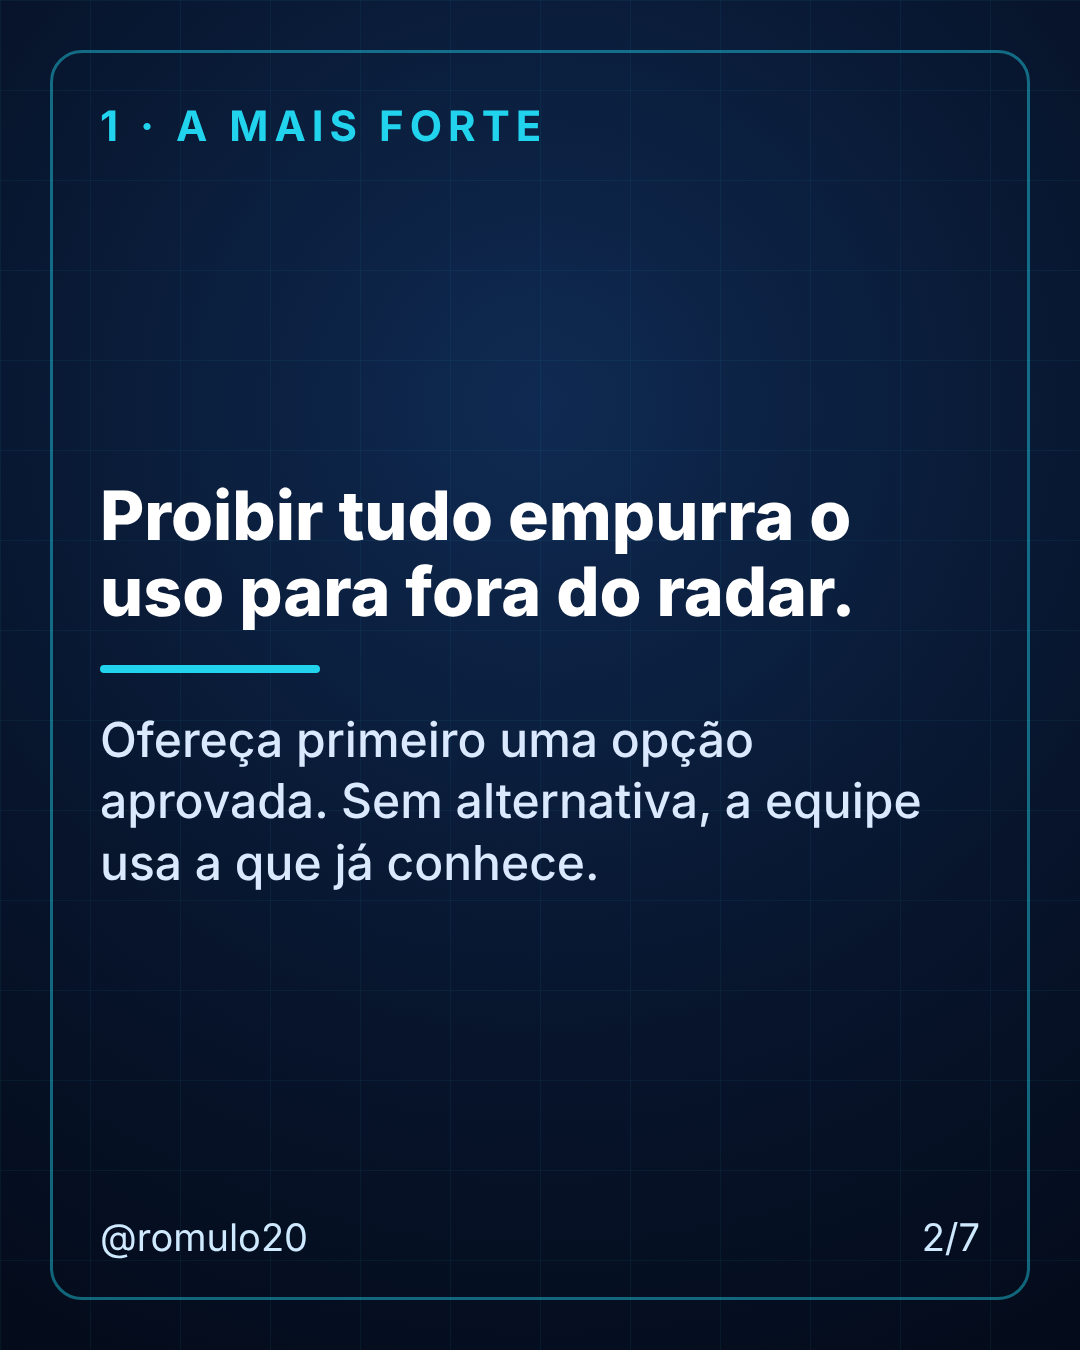 1 · A MAIS FORTE
Proibir tudo empurra o
uso para fora do radar.
Ofereça primeiro uma opção
aprovada. Sem alternativa, a equipe
usa a que já conhece.
@romulo20
2/7